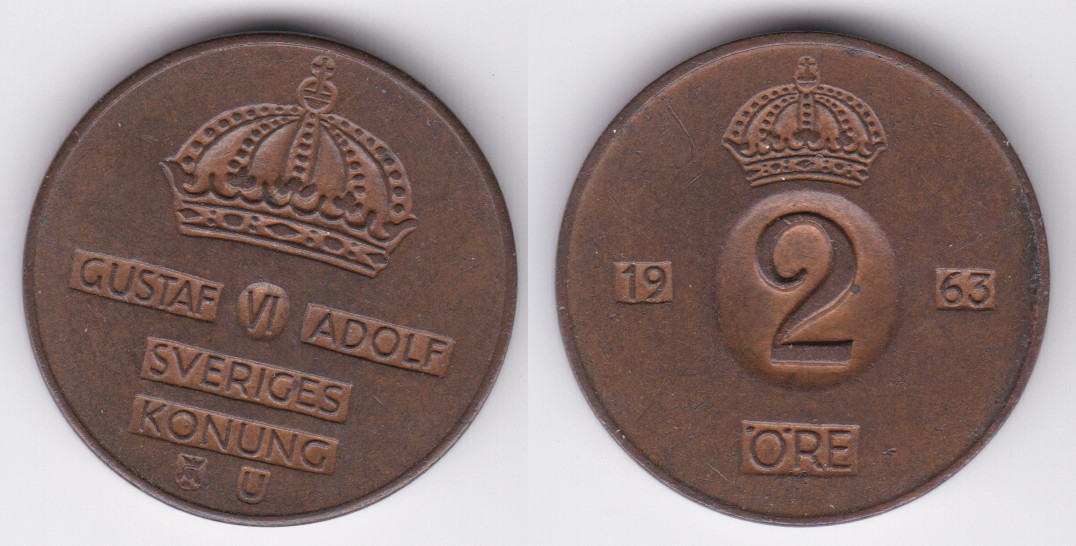 GUSTAF VI ADOLF
SVERIGES
KONUNG
U
19 63
2
ÖRE